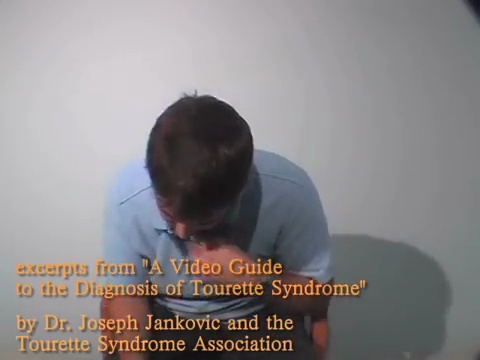 excerpts from "A Video Guide
to the Diagnosis of Tourette Syndrome"
by Dr. Joseph Jankovic and the
Tourette Syndrome Association